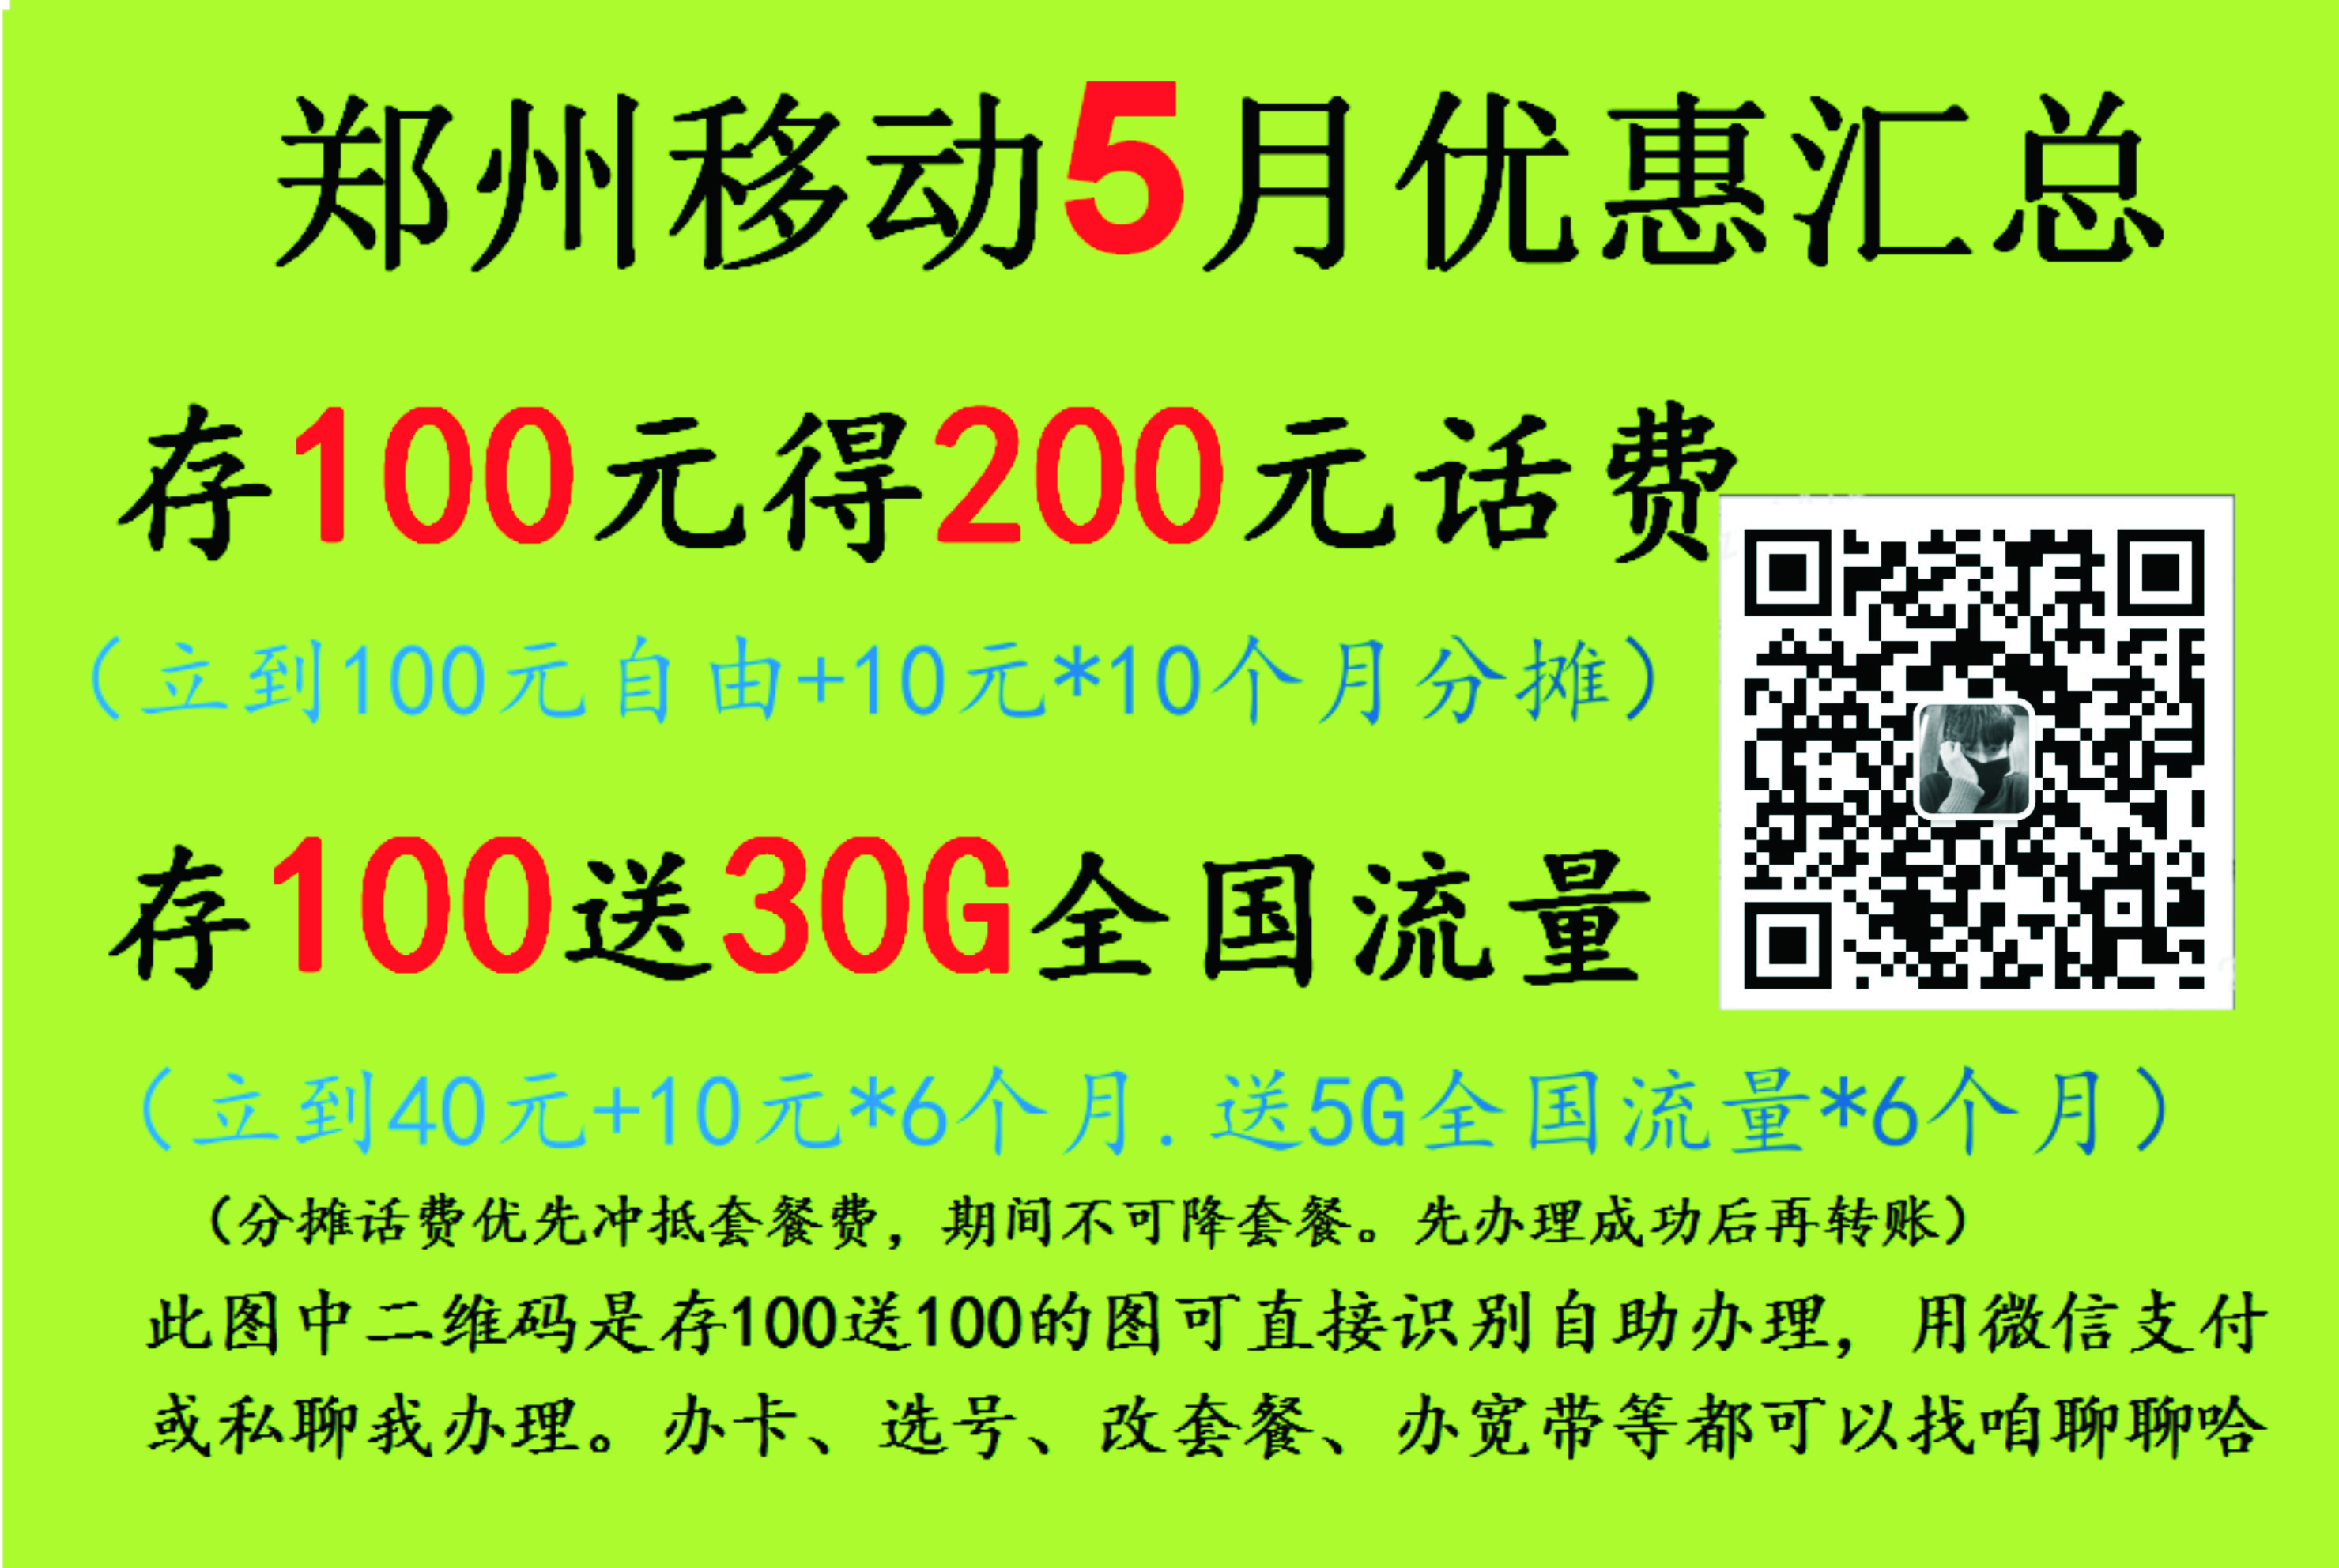 郑州移动5月优惠汇总
存100元得200元话费
（立到100元自由+10元*10个月分摊）
存100送30G全国流量
（立到40元+10元*6个月.送5G全国流量*6个月）
（分摊话费优先冲抵套餐费，期间不可降套餐。先办理成功后再转账）
此图中二维码是存100送100的图可直接识别自助办理，用微信支付
或私聊我办理。办卡、选号、改套餐、办宽带等都可以找咱聊聊哈